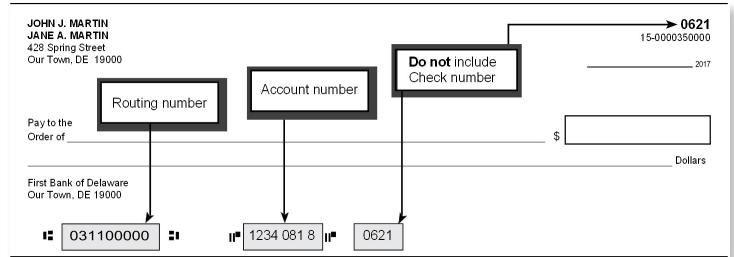 JOHN J. MARTIN
JANE A. MARTIN
428 Spring Street
Our Town, DE 19000
0621
15-0000350000
2017
Do not include
Check number
Account number
Routing number
Pay to the
Order of
$
Dollars
First Bank of Delaware
Our Town, DE 19000
⑆ 031100000 ⑆ ⑈ 1234 081 8 ⑈ 0621